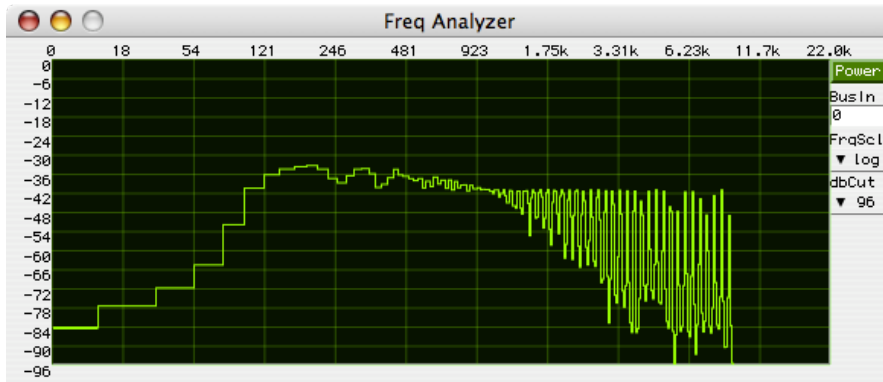 Freq Analyzer
0 18 54 121 246 481 923 1.75k 3.31k 6.23k 11.7k 22.0k
0
-6
-12
-18
-24
-30
-36
-42
-48
-54
-60
-66
-72
-78
-84
-90
-96
Power
BusIn
0
FrqScl
▼ log
dbCut
▼ 96